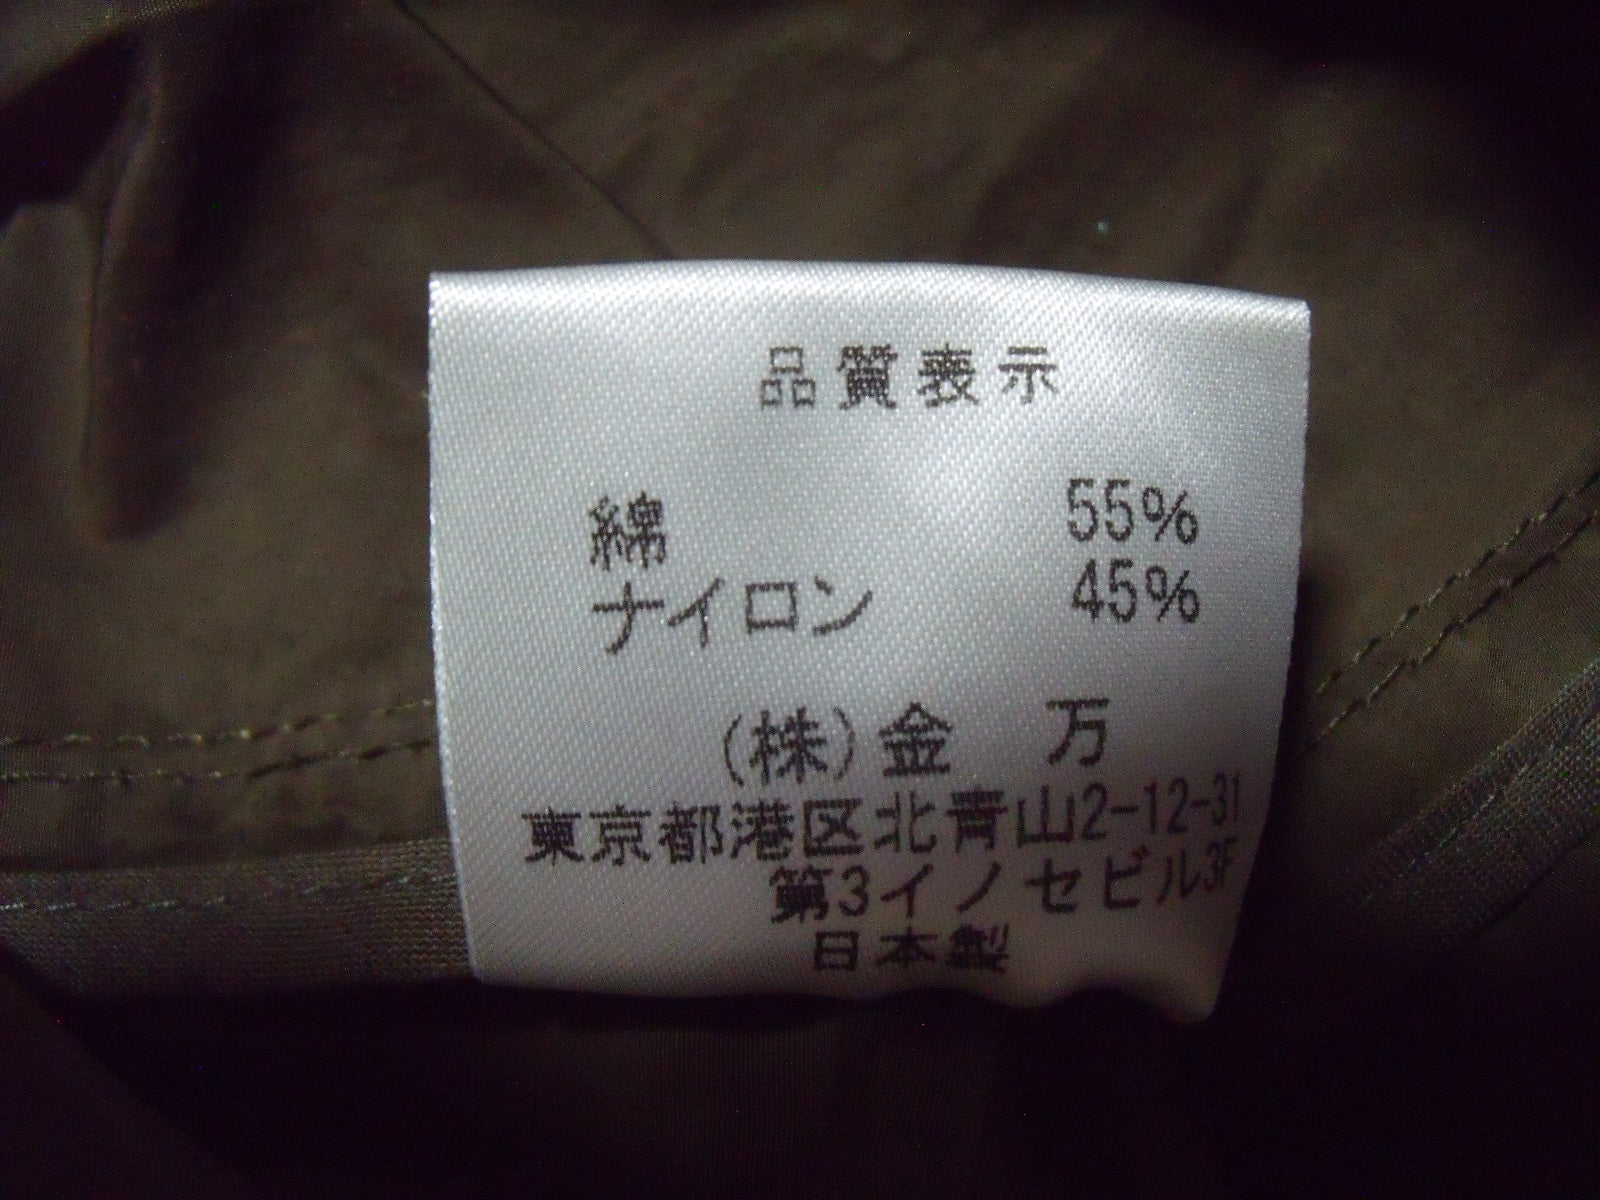 品質表示
綿 55%
ナイロン 45%
(株)金 万
東京都港区北青山2-12-31
第3イノセビル3F
日本製